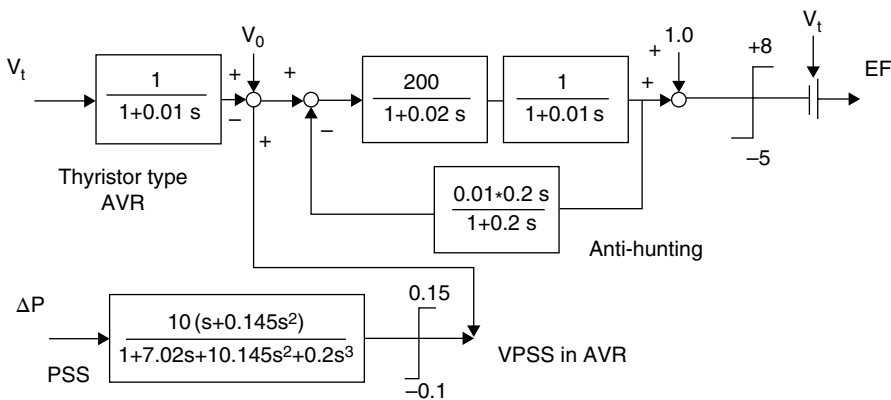 V₀
V_t
1.0
+8
V_t
EF
+
+
+
+
1
1+0.01 s
200
1+0.02 s
1
1+0.01 s
−
+
−
−5
Thyristor type
AVR
0.01*0.2 s
1+0.2 s
Anti-hunting
ΔP
0.15
10 (s+0.145s²)
1+7.02s+10.145s²+0.2s³
VPSS in AVR
PSS
−0.1